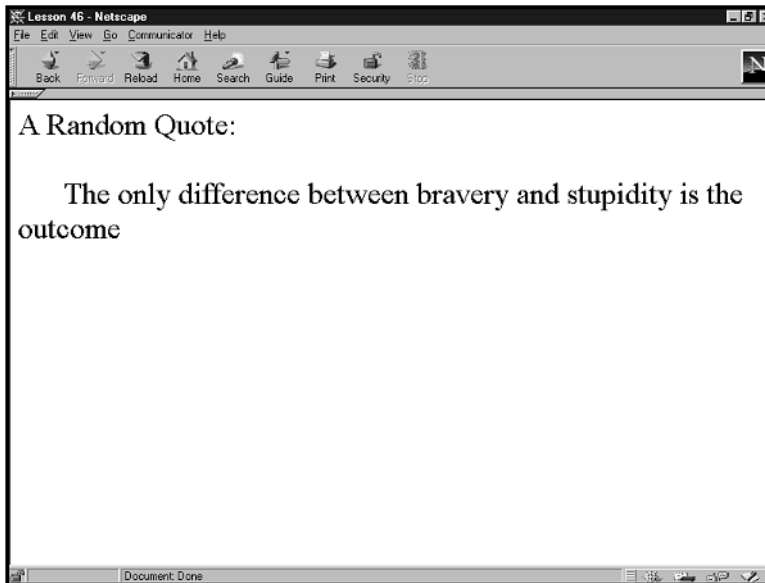 Lesson 46 - Netscape
File Edit View Go Communicator Help
Back Forward Reload Home Search Guide Print Security Stop
N
A Random Quote:
The only difference between bravery and stupidity is the
outcome
Document: Done